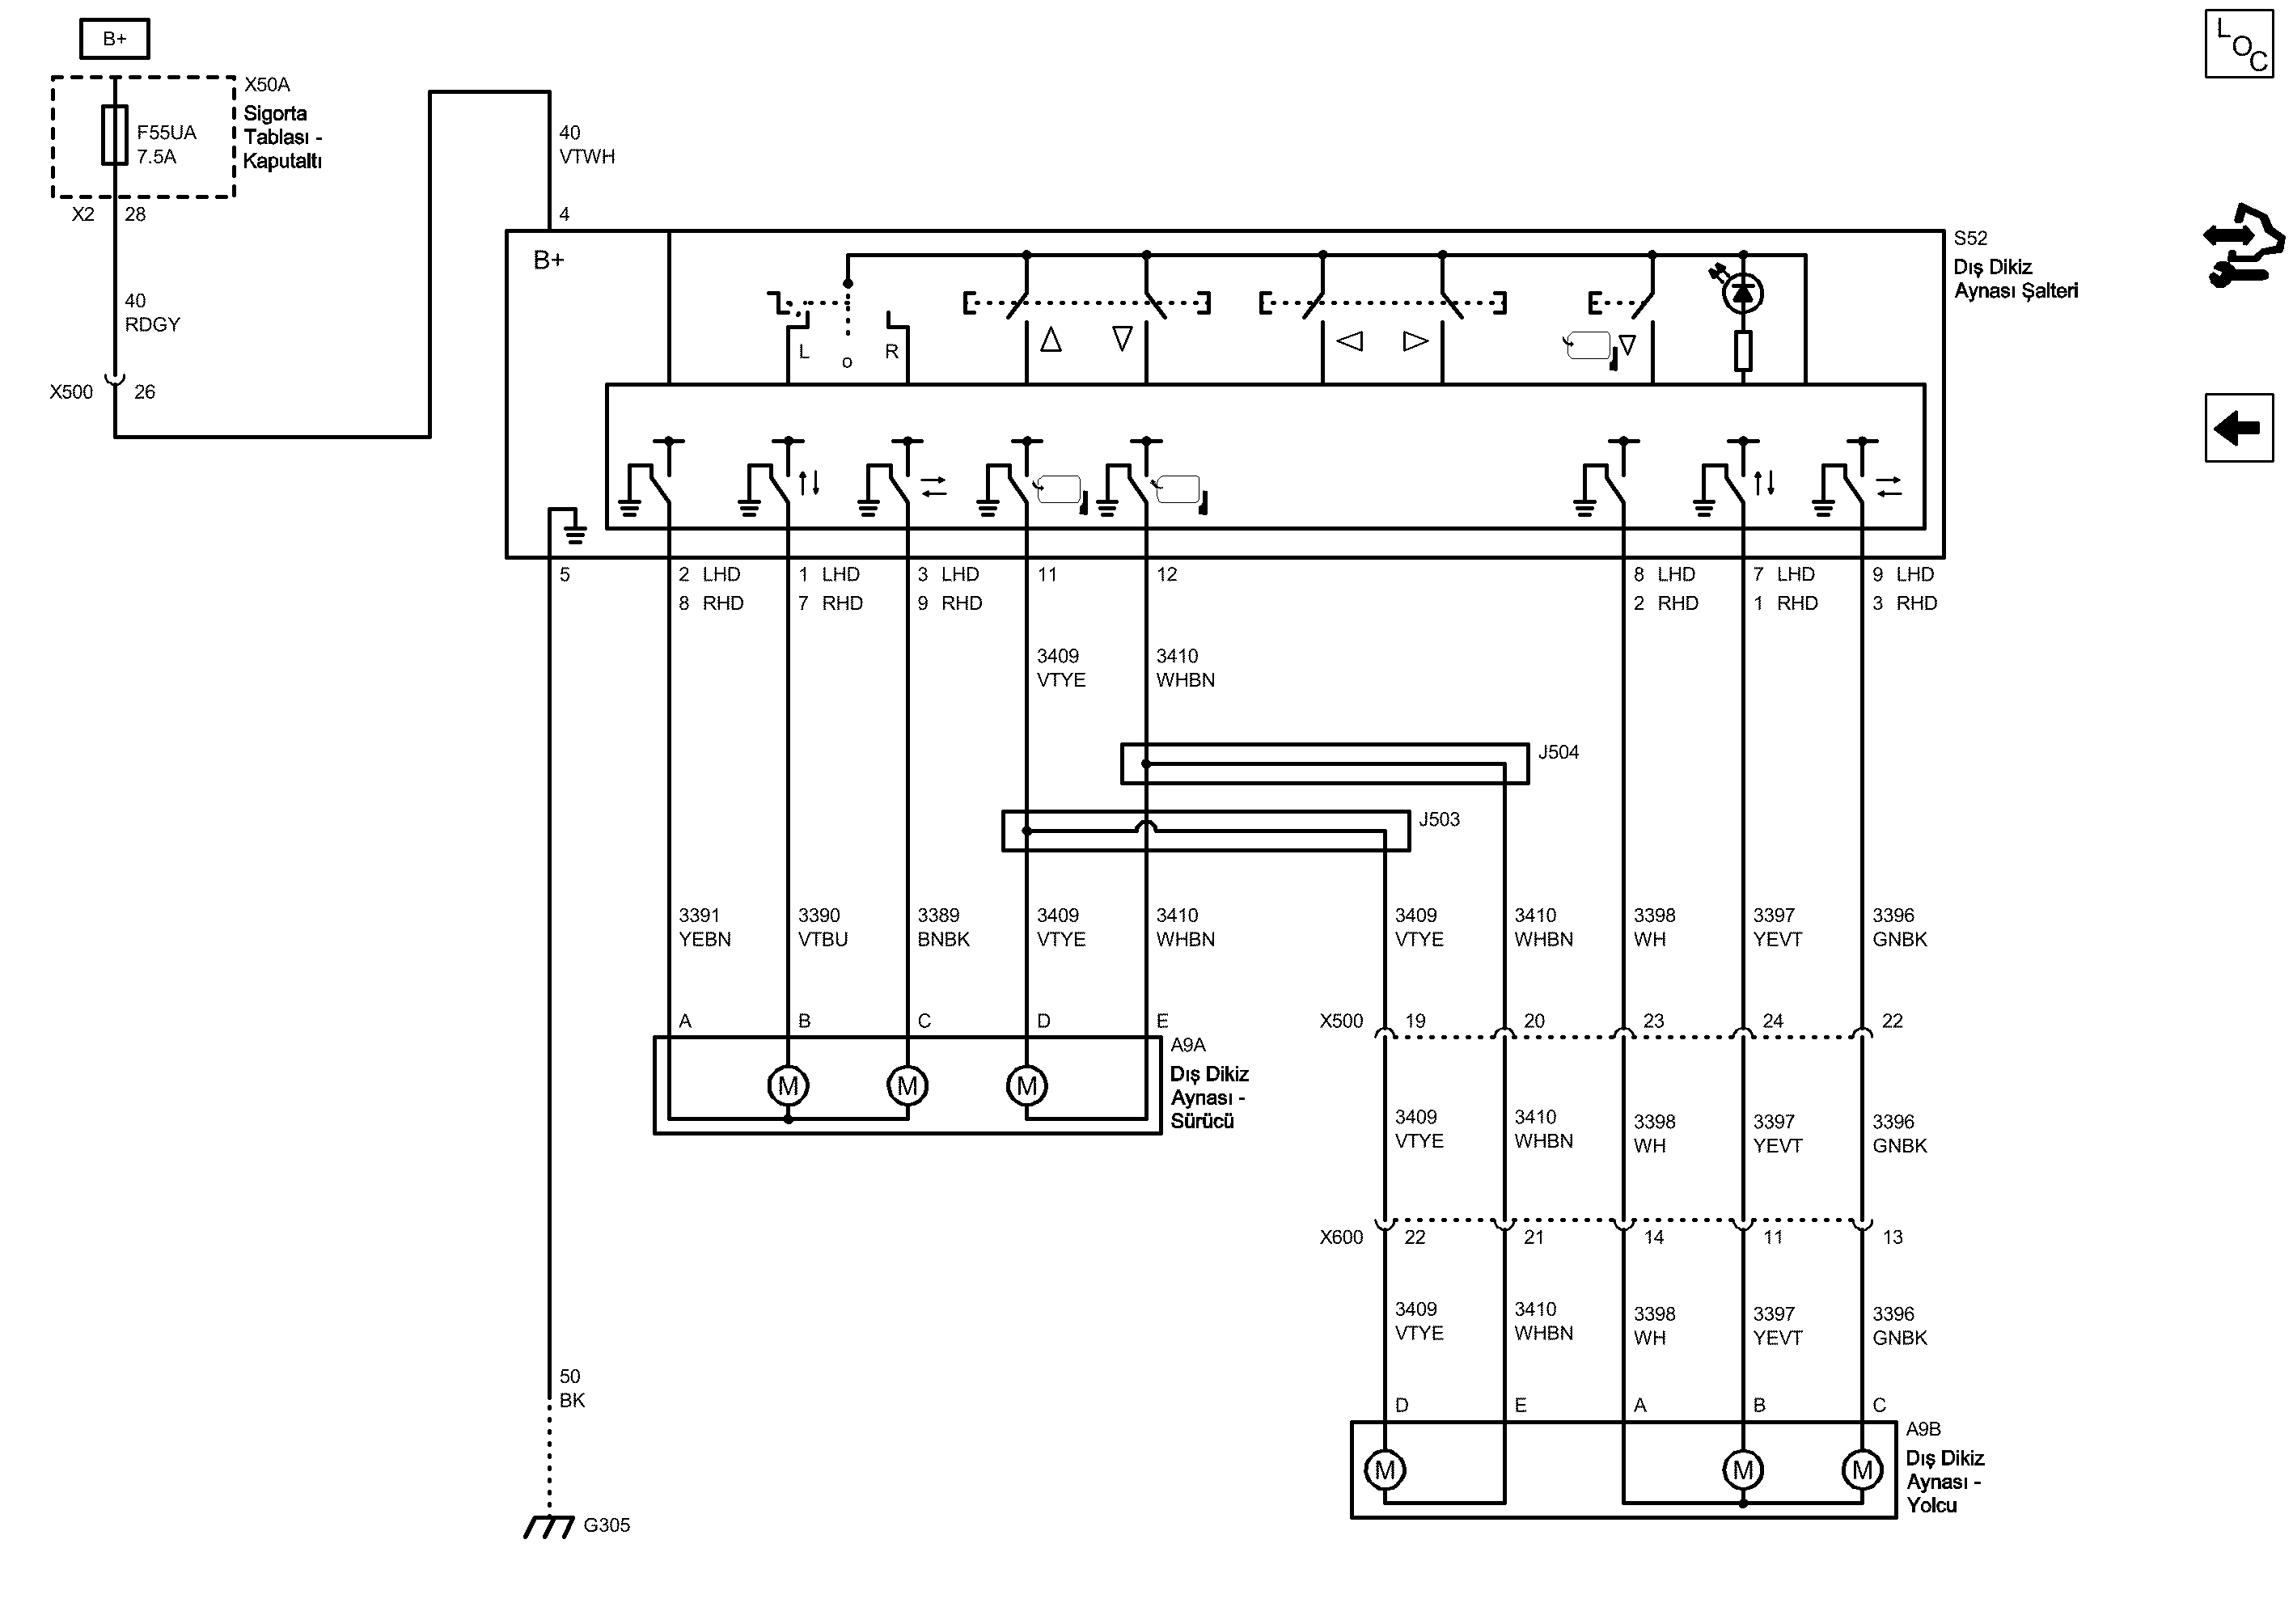 B+
X50A
Sigorta
Tablası -
Kaputaltı
F55UA
7.5A
X2 28
40
RDGY
X500 26
40
VTWH
4
LOC
B+
S52
Dış Dikiz
Aynası Şalteri
L
o
R
5
2 LHD
8 RHD
1 LHD
7 RHD
3 LHD
9 RHD
11
12
8 LHD
2 RHD
7 LHD
1 RHD
9 LHD
3 RHD
3409
VTYE
3410
WHBN
J504
J503
3391
YEBN
3390
VTBU
3389
BNBK
3409
VTYE
3410
WHBN
3409
VTYE
3410
WHBN
3398
WH
3397
YEVT
3396
GNBK
A B C D E
X500 19 20 23 24 22
A9A
Dış Dikiz
Aynası -
Sürücü
M M M
3409
VTYE
3410
WHBN
3398
WH
3397
YEVT
3396
GNBK
X600 22 21 14 11 13
3409
VTYE
3410
WHBN
3398
WH
3397
YEVT
3396
GNBK
50
BK
D E A B C
A9B
Dış Dikiz
Aynası -
Yolcu
M M M
G305